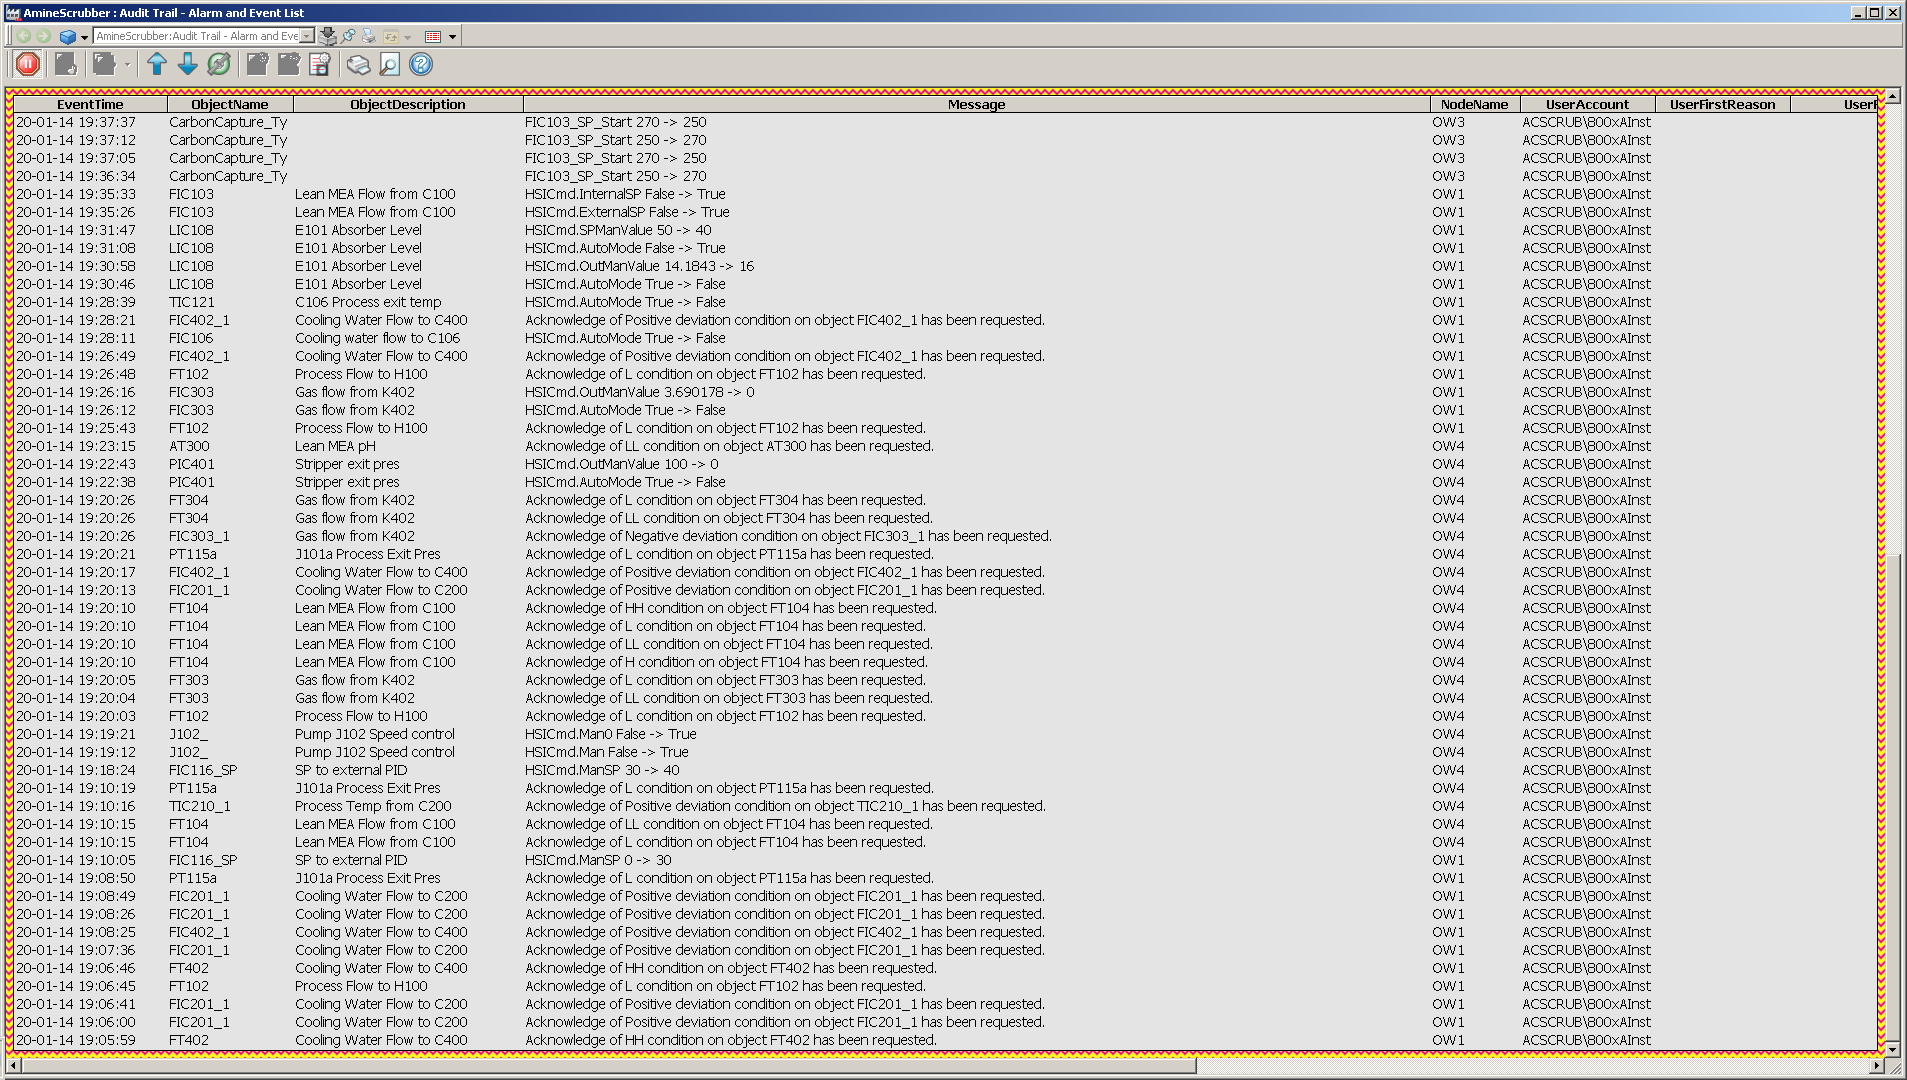 AmineScrubber : Audit Trail - Alarm and Event List
AmineScrubber:Audit Trail - Alarm and Eve
EventTime ObjectName ObjectDescription Message NodeName UserAccount UserFirstReason
20-01-14 19:37:37 CarbonCapture_Ty FIC103_SP_Start 270 -> 250 OW3 ACSCRUB\800xAInst
20-01-14 19:37:12 CarbonCapture_Ty FIC103_SP_Start 250 -> 270 OW3 ACSCRUB\800xAInst
20-01-14 19:37:05 CarbonCapture_Ty FIC103_SP_Start 270 -> 250 OW3 ACSCRUB\800xAInst
20-01-14 19:36:34 CarbonCapture_Ty FIC103_SP_Start 250 -> 270 OW3 ACSCRUB\800xAInst
20-01-14 19:35:33 FIC103 Lean MEA Flow from C100 HSICmd.InternalSP False -> True OW1 ACSCRUB\800xAInst
20-01-14 19:35:26 FIC103 Lean MEA Flow from C100 HSICmd.ExternalSP False -> True OW1 ACSCRUB\800xAInst
20-01-14 19:31:47 LIC108 E101 Absorber Level HSICmd.SPManValue 50 -> 40 OW1 ACSCRUB\800xAInst
20-01-14 19:31:08 LIC108 E101 Absorber Level HSICmd.AutoMode False -> True OW1 ACSCRUB\800xAInst
20-01-14 19:30:58 LIC108 E101 Absorber Level HSICmd.OutManValue 14.1843 -> 16 OW1 ACSCRUB\800xAInst
20-01-14 19:30:46 LIC108 E101 Absorber Level HSICmd.AutoMode True -> False OW1 ACSCRUB\800xAInst
20-01-14 19:28:39 TIC121 C106 Process exit temp HSICmd.AutoMode True -> False OW1 ACSCRUB\800xAInst
20-01-14 19:28:21 FIC402_1 Cooling Water Flow to C400 Acknowledge of Positive deviation condition on object FIC402_1 has been requested. OW1 ACSCRUB\800xAInst
20-01-14 19:28:11 FIC106 Cooling water flow to C106 HSICmd.AutoMode True -> False OW1 ACSCRUB\800xAInst
20-01-14 19:26:49 FIC402_1 Cooling Water Flow to C400 Acknowledge of Positive deviation condition on object FIC402_1 has been requested. OW1 ACSCRUB\800xAInst
20-01-14 19:26:48 FT102 Process Flow to H100 Acknowledge of L condition on object FT102 has been requested. OW1 ACSCRUB\800xAInst
20-01-14 19:26:16 FIC303 Gas flow from K402 HSICmd.OutManValue 3.690178 -> 0 OW1 ACSCRUB\800xAInst
20-01-14 19:26:12 FIC303 Gas flow from K402 HSICmd.AutoMode True -> False OW1 ACSCRUB\800xAInst
20-01-14 19:25:43 FT102 Process Flow to H100 Acknowledge of L condition on object FT102 has been requested. OW1 ACSCRUB\800xAInst
20-01-14 19:23:15 AT300 Lean MEA pH Acknowledge of LL condition on object AT300 has been requested. OW4 ACSCRUB\800xAInst
20-01-14 19:22:43 PIC401 Stripper exit pres HSICmd.OutManValue 100 -> 0 OW4 ACSCRUB\800xAInst
20-01-14 19:22:38 PIC401 Stripper exit pres HSICmd.AutoMode True -> False OW4 ACSCRUB\800xAInst
20-01-14 19:20:26 FT304 Gas flow from K402 Acknowledge of L condition on object FT304 has been requested. OW4 ACSCRUB\800xAInst
20-01-14 19:20:26 FT304 Gas flow from K402 Acknowledge of LL condition on object FT304 has been requested. OW4 ACSCRUB\800xAInst
20-01-14 19:20:26 FIC303_1 Gas flow from K402 Acknowledge of Negative deviation condition on object FIC303_1 has been requested. OW4 ACSCRUB\800xAInst
20-01-14 19:20:21 PT115a J101a Process Exit Pres Acknowledge of L condition on object PT115a has been requested. OW4 ACSCRUB\800xAInst
20-01-14 19:20:17 FIC402_1 Cooling Water Flow to C400 Acknowledge of Positive deviation condition on object FIC402_1 has been requested. OW4 ACSCRUB\800xAInst
20-01-14 19:20:13 FIC201_1 Cooling Water Flow to C200 Acknowledge of Positive deviation condition on object FIC201_1 has been requested. OW4 ACSCRUB\800xAInst
20-01-14 19:20:10 FT104 Lean MEA Flow from C100 Acknowledge of HH condition on object FT104 has been requested. OW4 ACSCRUB\800xAInst
20-01-14 19:20:10 FT104 Lean MEA Flow from C100 Acknowledge of L condition on object FT104 has been requested. OW4 ACSCRUB\800xAInst
20-01-14 19:20:10 FT104 Lean MEA Flow from C100 Acknowledge of LL condition on object FT104 has been requested. OW4 ACSCRUB\800xAInst
20-01-14 19:20:10 FT104 Lean MEA Flow from C100 Acknowledge of H condition on object FT104 has been requested. OW4 ACSCRUB\800xAInst
20-01-14 19:20:05 FT303 Gas flow from K402 Acknowledge of L condition on object FT303 has been requested. OW4 ACSCRUB\800xAInst
20-01-14 19:20:04 FT303 Gas flow from K402 Acknowledge of LL condition on object FT303 has been requested. OW4 ACSCRUB\800xAInst
20-01-14 19:20:03 FT102 Process Flow to H100 Acknowledge of L condition on object FT102 has been requested. OW4 ACSCRUB\800xAInst
20-01-14 19:19:21 J102_ Pump J102 Speed control HSICmd.Man0 False -> True OW4 ACSCRUB\800xAInst
20-01-14 19:19:12 J102_ Pump J102 Speed control HSICmd.Man False -> True OW4 ACSCRUB\800xAInst
20-01-14 19:18:24 FIC116_SP SP to external PID HSICmd.ManSP 30 -> 40 OW4 ACSCRUB\800xAInst
20-01-14 19:10:19 PT115a J101a Process Exit Pres Acknowledge of L condition on object PT115a has been requested. OW4 ACSCRUB\800xAInst
20-01-14 19:10:16 TIC210_1 Process Temp from C200 Acknowledge of Positive deviation condition on object TIC210_1 has been requested. OW4 ACSCRUB\800xAInst
20-01-14 19:10:15 FT104 Lean MEA Flow from C100 Acknowledge of LL condition on object FT104 has been requested. OW4 ACSCRUB\800xAInst
20-01-14 19:10:15 FT104 Lean MEA Flow from C100 Acknowledge of L condition on object FT104 has been requested. OW4 ACSCRUB\800xAInst
20-01-14 19:10:05 FIC116_SP SP to external PID HSICmd.ManSP 0 -> 30 OW1 ACSCRUB\800xAInst
20-01-14 19:08:50 PT115a J101a Process Exit Pres Acknowledge of L condition on object PT115a has been requested. OW1 ACSCRUB\800xAInst
20-01-14 19:08:49 FIC201_1 Cooling Water Flow to C200 Acknowledge of Positive deviation condition on object FIC201_1 has been requested. OW1 ACSCRUB\800xAInst
20-01-14 19:08:26 FIC201_1 Cooling Water Flow to C200 Acknowledge of Positive deviation condition on object FIC201_1 has been requested. OW1 ACSCRUB\800xAInst
20-01-14 19:08:25 FIC402_1 Cooling Water Flow to C400 Acknowledge of Positive deviation condition on object FIC402_1 has been requested. OW1 ACSCRUB\800xAInst
20-01-14 19:07:36 FIC201_1 Cooling Water Flow to C200 Acknowledge of Positive deviation condition on object FIC201_1 has been requested. OW1 ACSCRUB\800xAInst
20-01-14 19:06:46 FT402 Cooling Water Flow to C400 Acknowledge of HH condition on object FT402 has been requested. OW1 ACSCRUB\800xAInst
20-01-14 19:06:45 FT102 Process Flow to H100 Acknowledge of L condition on object FT102 has been requested. OW1 ACSCRUB\800xAInst
20-01-14 19:06:41 FIC201_1 Cooling Water Flow to C200 Acknowledge of Positive deviation condition on object FIC201_1 has been requested. OW1 ACSCRUB\800xAInst
20-01-14 19:06:00 FIC201_1 Cooling Water Flow to C200 Acknowledge of Positive deviation condition on object FIC201_1 has been requested. OW1 ACSCRUB\800xAInst
20-01-14 19:05:59 FT402 Cooling Water Flow to C400 Acknowledge of HH condition on object FT402 has been requested. OW1 ACSCRUB\800xAInst